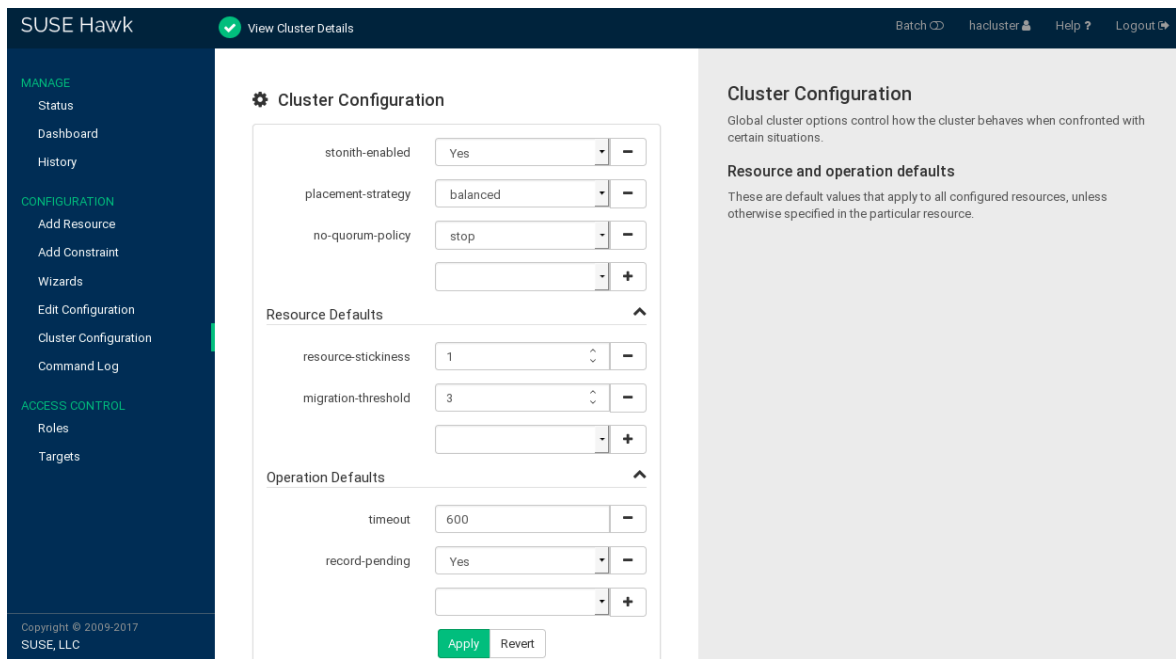 SUSE Hawk
View Cluster Details
Batch
hacluster
Help ?
Logout
MANAGE
Status
Dashboard
History
CONFIGURATION
Add Resource
Add Constraint
Wizards
Edit Configuration
Cluster Configuration
Command Log
ACCESS CONTROL
Roles
Targets
Copyright © 2009-2017
SUSE, LLC
Cluster Configuration
stonith-enabled Yes
placement-strategy balanced
no-quorum-policy stop
Resource Defaults
resource-stickiness 1
migration-threshold 3
Operation Defaults
timeout 600
record-pending Yes
Apply Revert
Cluster Configuration
Global cluster options control how the cluster behaves when confronted with
certain situations.
Resource and operation defaults
These are default values that apply to all configured resources, unless
otherwise specified in the particular resource.